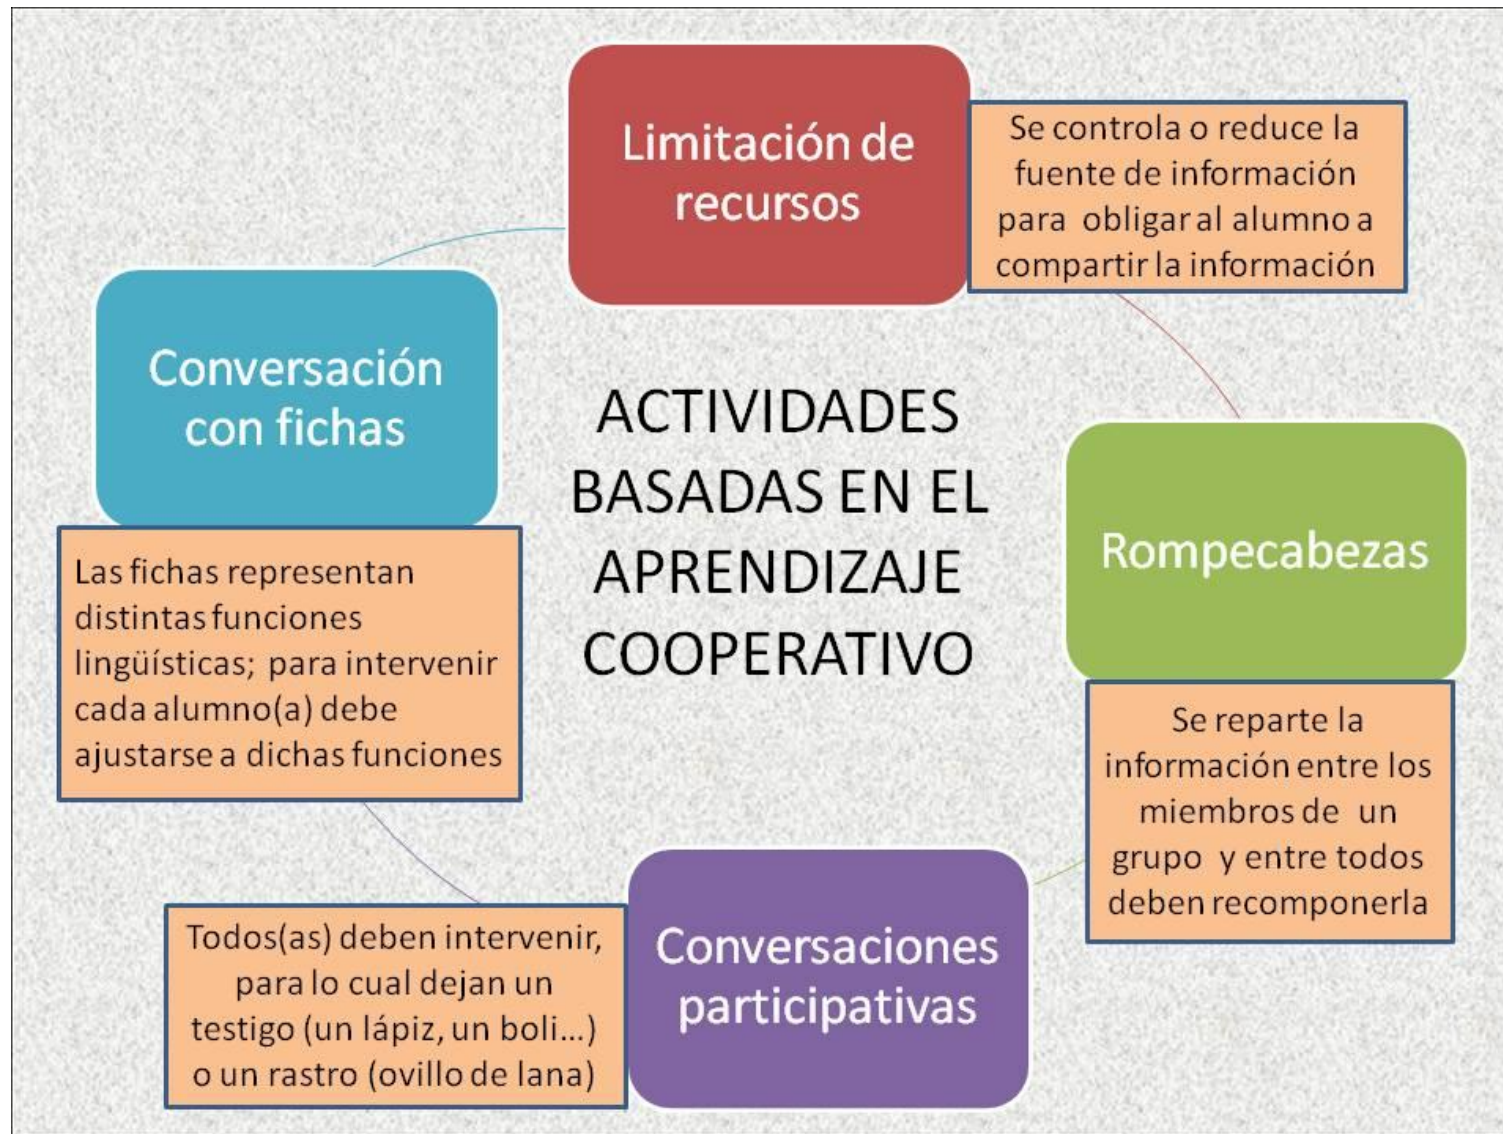 Limitación de
recursos
Se controla o reduce la
fuente de información
para obligar al alumno a
compartir la información
Conversación
con fichas
Las fichas representan
distintas funciones
lingüísticas; para intervenir
cada alumno(a) debe
ajustarse a dichas funciones
ACTIVIDADES
BASADAS EN EL
APRENDIZAJE
COOPERATIVO
Rompecabezas
Se reparte la
información entre los
miembros de un
grupo y entre todos
deben recomponerla
Conversaciones
participativas
Todos(as) deben intervenir,
para lo cual dejan un
testigo (un lápiz, un boli...)
o un rastro (ovillo de lana)